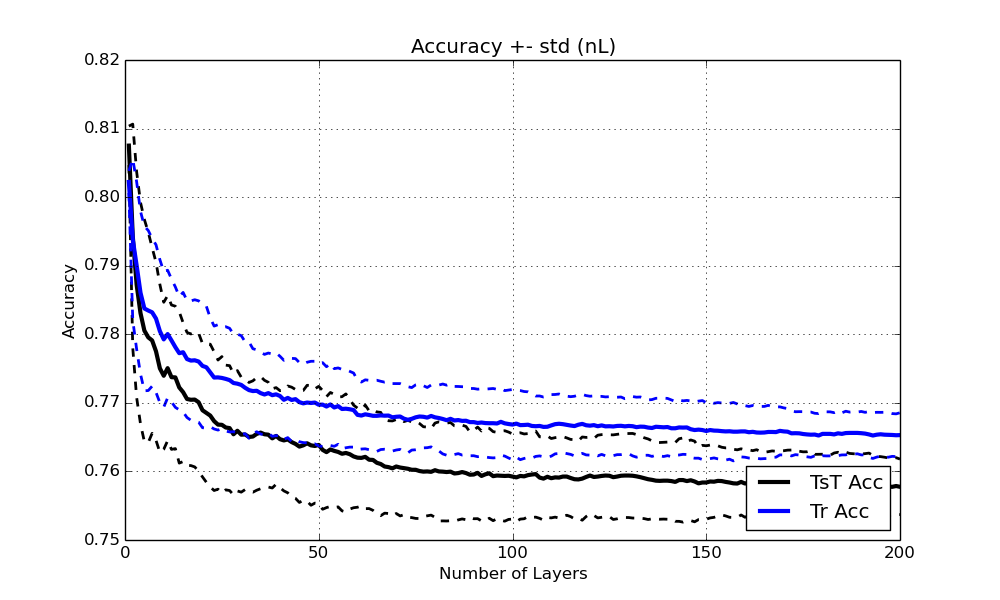 Accuracy +- std (nL)
0.82
0.81
0.80
0.79
0.78
0.77
0.76
0.75
Accuracy
TsT Acc
Tr Acc
0
50
100
150
200
Number of Layers